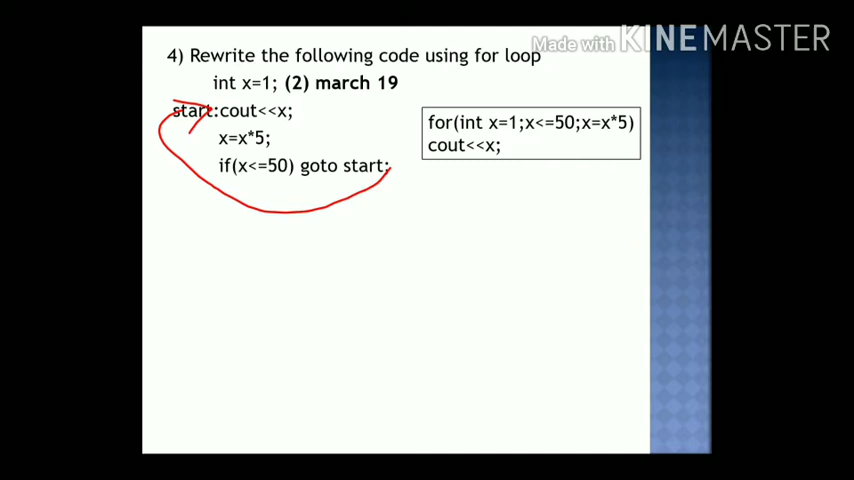 Made with KINEMASTER
4) Rewrite the following code using for loop
int x=1; (2) march 19
start:cout<<x;
x=x*5;
if(x<=50) goto start;
for(int x=1;x<=50;x=x*5)
cout<<x;